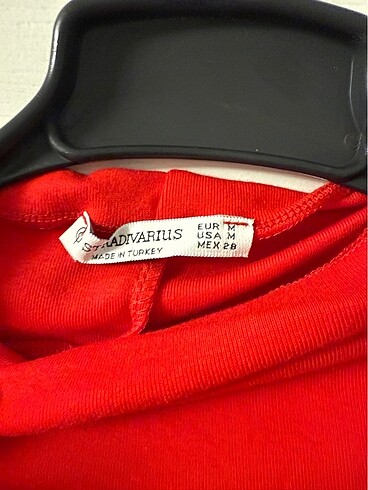 STRADIVARIUS
MADE IN TURKEY
EUR M
USA M
MEX 28